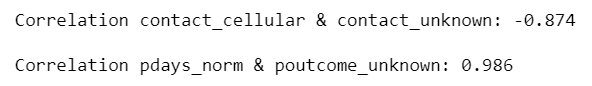 Correlation contact_cellular & contact_unknown: -0.874
Correlation pdays_norm & poutcome_unknown: 0.986